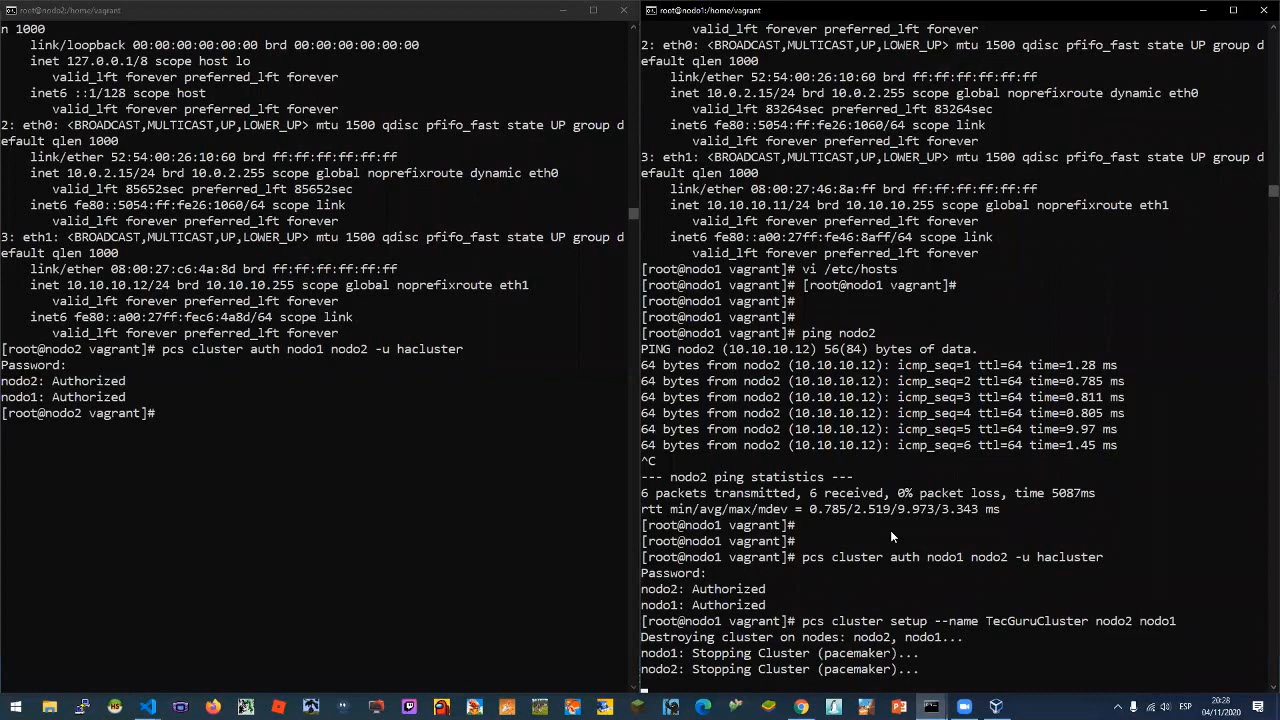 root@nodo2:/home/vagrant
n 1000
    link/loopback 00:00:00:00:00:00 brd 00:00:00:00:00:00
    inet 127.0.0.1/8 scope host lo
       valid_lft forever preferred_lft forever
    inet6 ::1/128 scope host
       valid_lft forever preferred_lft forever
2: eth0: <BROADCAST,MULTICAST,UP,LOWER_UP> mtu 1500 qdisc pfifo_fast state UP group d
efault qlen 1000
    link/ether 52:54:00:26:10:60 brd ff:ff:ff:ff:ff:ff
    inet 10.0.2.15/24 brd 10.0.2.255 scope global noprefixroute dynamic eth0
       valid_lft 85652sec preferred_lft 85652sec
    inet6 fe80::5054:ff:fe26:1060/64 scope link
       valid_lft forever preferred_lft forever
3: eth1: <BROADCAST,MULTICAST,UP,LOWER_UP> mtu 1500 qdisc pfifo_fast state UP group d
efault qlen 1000
    link/ether 08:00:27:c6:4a:8d brd ff:ff:ff:ff:ff:ff
    inet 10.10.10.12/24 brd 10.10.10.255 scope global noprefixroute eth1
       valid_lft forever preferred_lft forever
    inet6 fe80::a00:27ff:fec6:4a8d/64 scope link
       valid_lft forever preferred_lft forever
[root@nodo2 vagrant]# pcs cluster auth nodo1 nodo2 -u hacluster
Password:
nodo2: Authorized
nodo1: Authorized
[root@nodo2 vagrant]#
root@nodo1:/home/vagrant
       valid_lft forever preferred_lft forever
2: eth0: <BROADCAST,MULTICAST,UP,LOWER_UP> mtu 1500 qdisc pfifo_fast state UP group d
efault qlen 1000
    link/ether 52:54:00:26:10:60 brd ff:ff:ff:ff:ff:ff
    inet 10.0.2.15/24 brd 10.0.2.255 scope global noprefixroute dynamic eth0
       valid_lft 83264sec preferred_lft 83264sec
    inet6 fe80::5054:ff:fe26:1060/64 scope link
       valid_lft forever preferred_lft forever
3: eth1: <BROADCAST,MULTICAST,UP,LOWER_UP> mtu 1500 qdisc pfifo_fast state UP group d
efault qlen 1000
    link/ether 08:00:27:46:8a:ff brd ff:ff:ff:ff:ff:ff
    inet 10.10.10.11/24 brd 10.10.10.255 scope global noprefixroute eth1
       valid_lft forever preferred_lft forever
    inet6 fe80::a00:27ff:fe46:8aff/64 scope link
       valid_lft forever preferred_lft forever
[root@nodo1 vagrant]# vi /etc/hosts
[root@nodo1 vagrant]# [root@nodo1 vagrant]#
[root@nodo1 vagrant]#
[root@nodo1 vagrant]#
[root@nodo1 vagrant]# ping nodo2
PING nodo2 (10.10.10.12) 56(84) bytes of data.
64 bytes from nodo2 (10.10.10.12): icmp_seq=1 ttl=64 time=1.28 ms
64 bytes from nodo2 (10.10.10.12): icmp_seq=2 ttl=64 time=0.785 ms
64 bytes from nodo2 (10.10.10.12): icmp_seq=3 ttl=64 time=0.811 ms
64 bytes from nodo2 (10.10.10.12): icmp_seq=4 ttl=64 time=0.805 ms
64 bytes from nodo2 (10.10.10.12): icmp_seq=5 ttl=64 time=9.97 ms
64 bytes from nodo2 (10.10.10.12): icmp_seq=6 ttl=64 time=1.45 ms
^C
--- nodo2 ping statistics ---
6 packets transmitted, 6 received, 0% packet loss, time 5087ms
rtt min/avg/max/mdev = 0.785/2.519/9.973/3.343 ms
[root@nodo1 vagrant]#
[root@nodo1 vagrant]#
[root@nodo1 vagrant]# pcs cluster auth nodo1 nodo2 -u hacluster
Password:
nodo2: Authorized
nodo1: Authorized
[root@nodo1 vagrant]# pcs cluster setup --name TecGuruCluster nodo2 nodo1
Destroying cluster on nodes: nodo2, nodo1...
nodo1: Stopping Cluster (pacemaker)...
nodo2: Stopping Cluster (pacemaker)...
ESP
20:28
04/11/2020